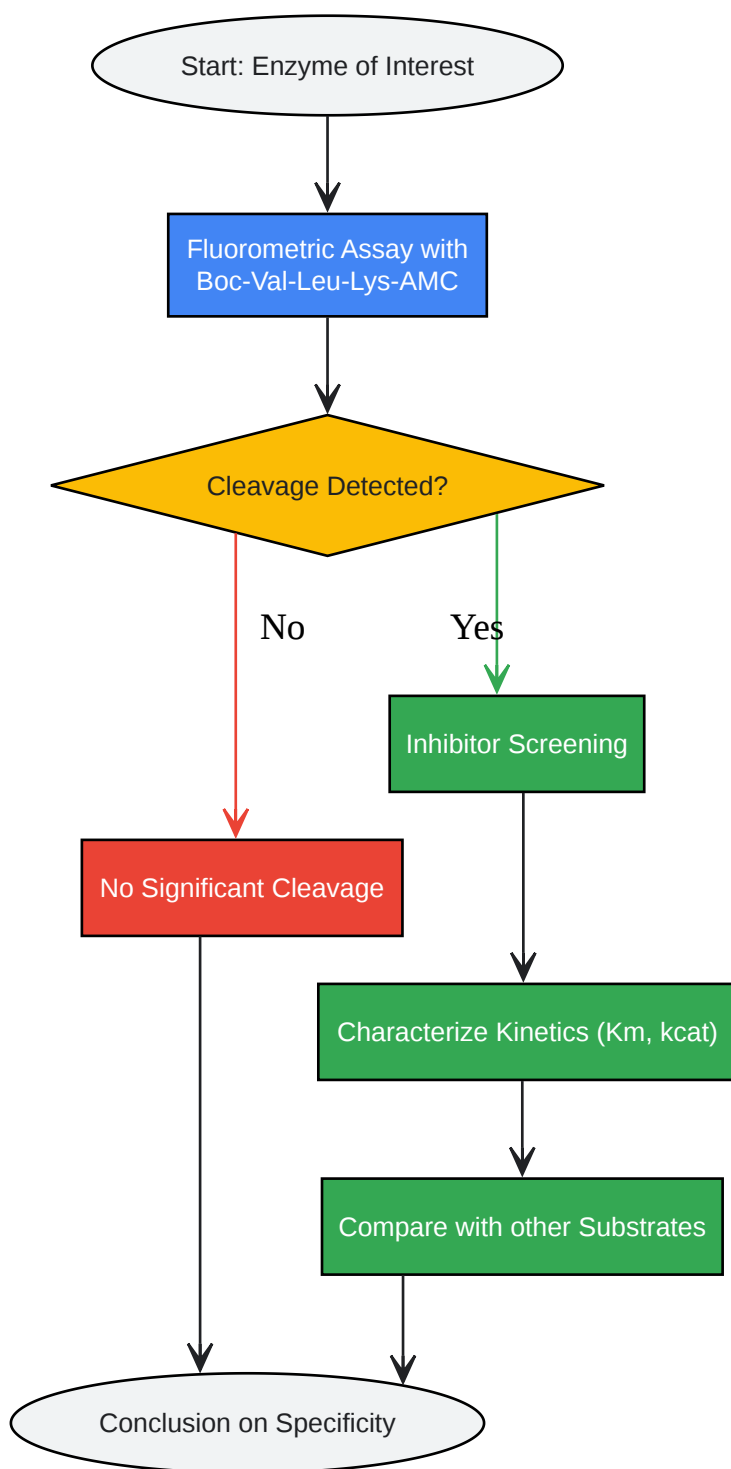 Start: Enzyme of Interest
Fluorometric Assay with
Boc-Val-Leu-Lys-AMC
Cleavage Detected?
No
Yes
Inhibitor Screening
No Significant Cleavage
Characterize Kinetics (Km, kcat)
Compare with other Substrates
Conclusion on Specificity